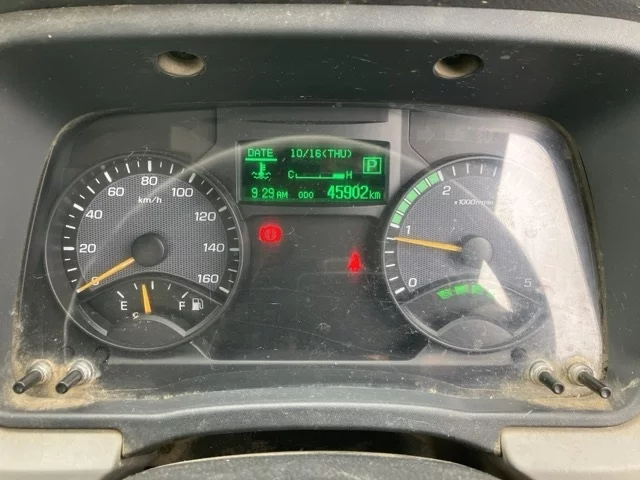 DATE 10/16(THU)
P
C H
9:29 AM ODO 45902km
0 20 40 60 80 100 120 140 160
km/h
E F
0 1 2 5
x1000r/min